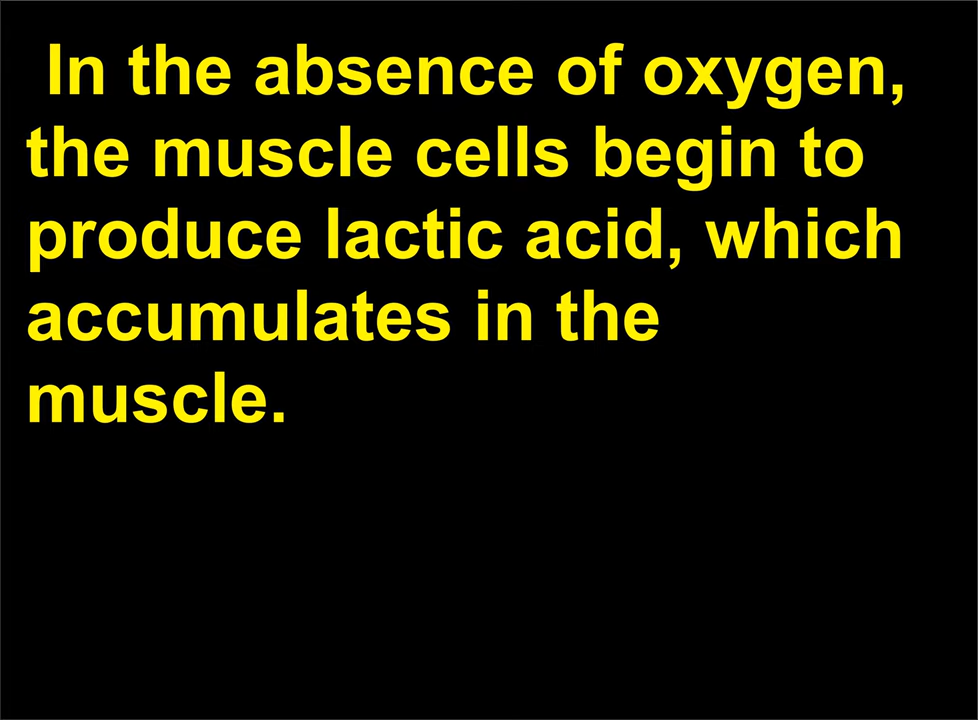 In the absence of oxygen,
the muscle cells begin to
produce lactic acid, which
accumulates in the
muscle.